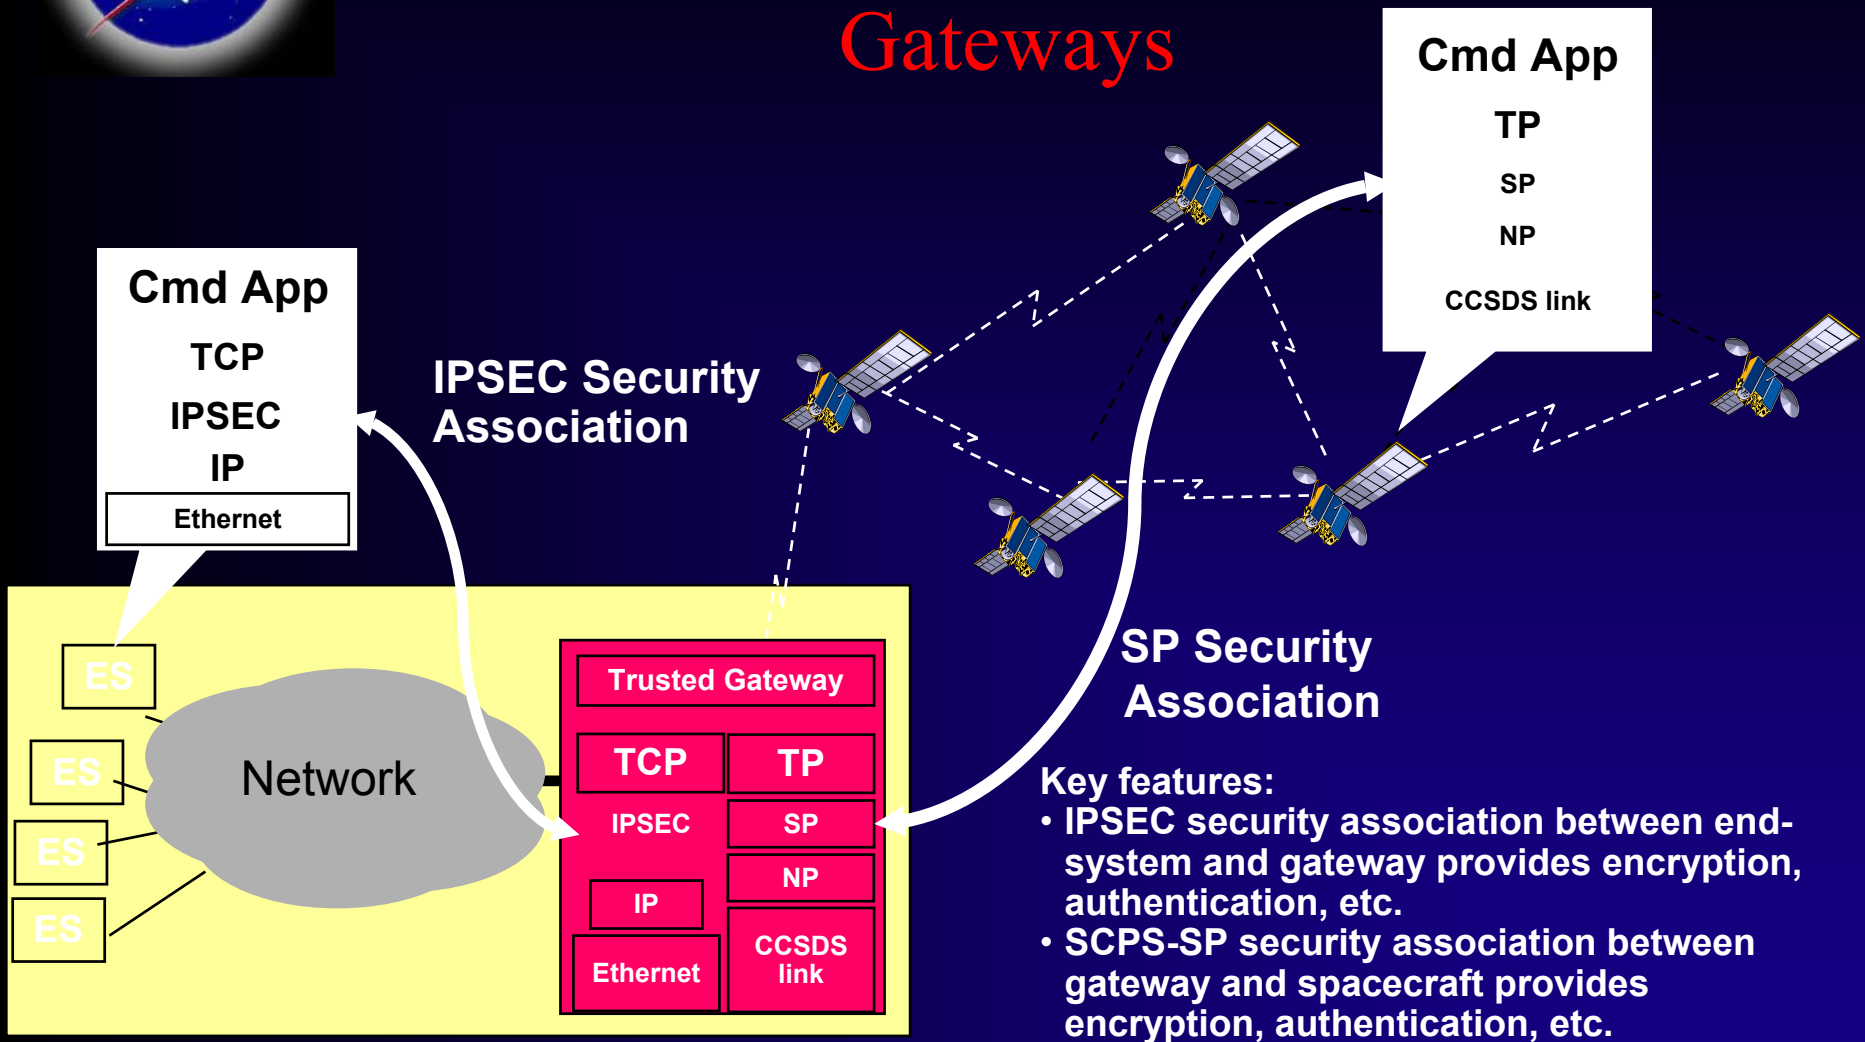 Gateways
Cmd App
TP
SP
NP
CCSDS link
Cmd App
TCP
IPSEC
IP
Ethernet
IPSEC Security
Association
ES
ES
ES
ES
Network
Trusted Gateway
TCP
IPSEC
IP
Ethernet
TP
SP
NP
CCSDS
link
SP Security
Association
Key features:
• IPSEC security association between end-
system and gateway provides encryption,
authentication, etc.
• SCPS-SP security association between
gateway and spacecraft provides
encryption, authentication, etc.